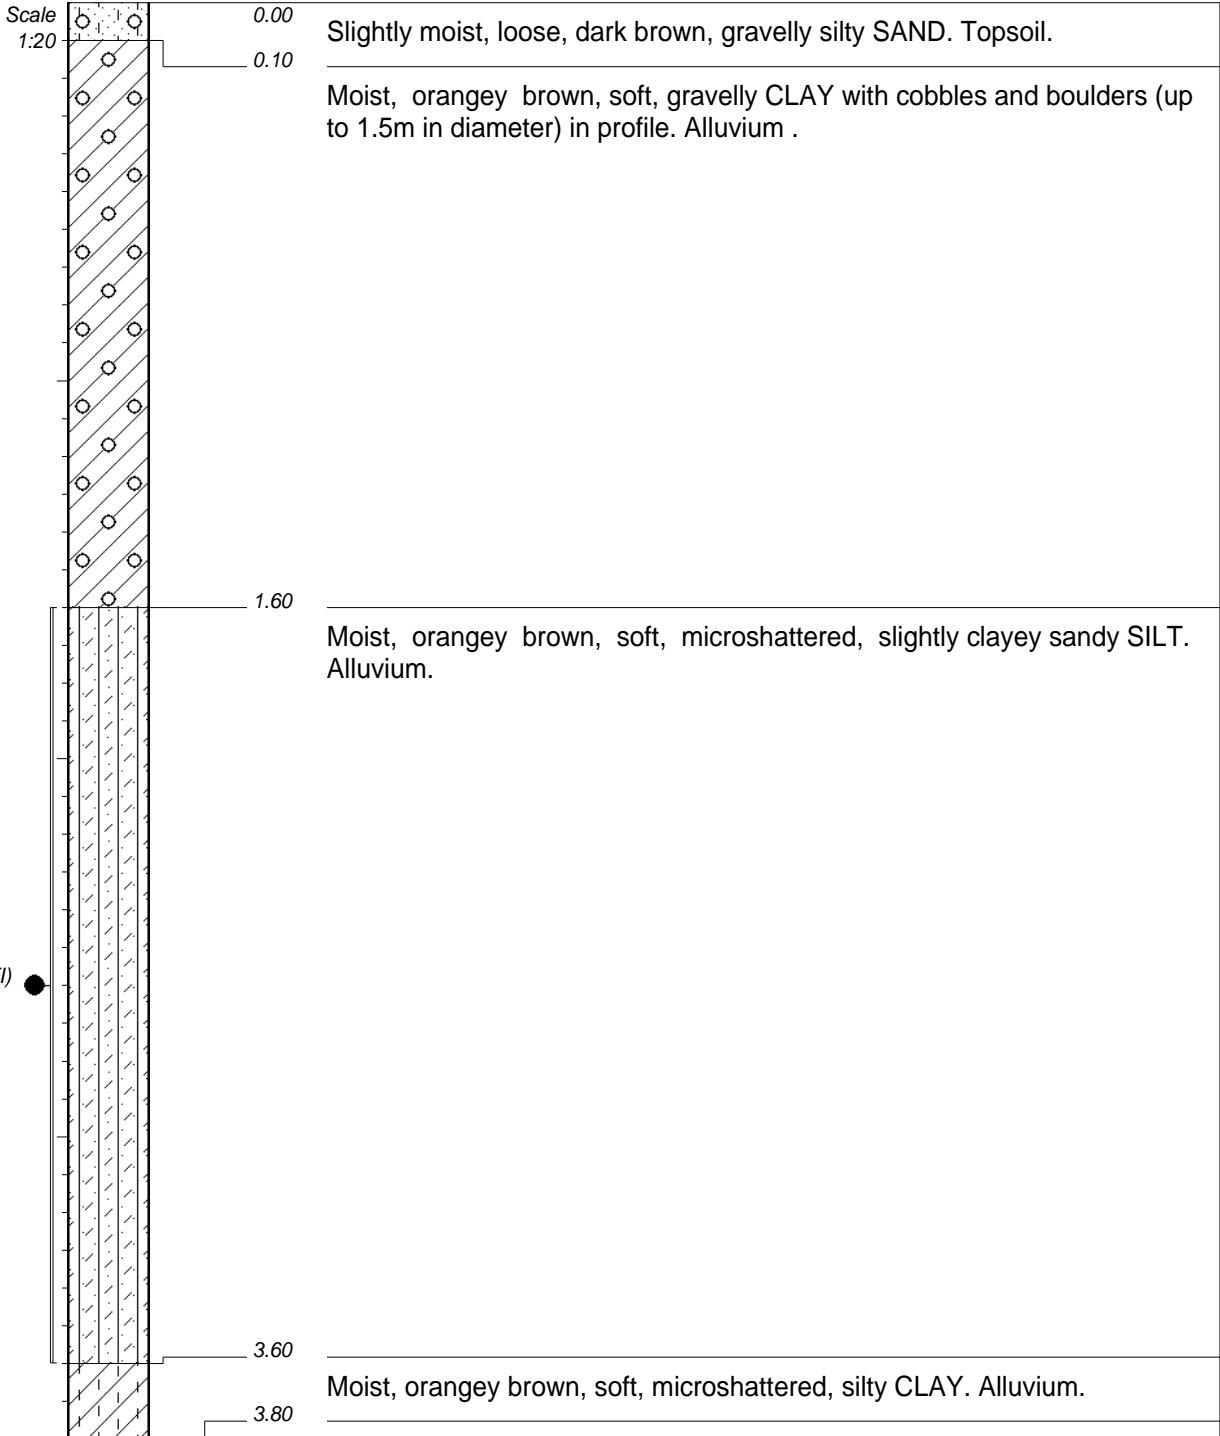 Scale
1:20
0.00
Slightly moist, loose, dark brown, gravelly silty SAND. Topsoil.
0.10
Moist, orangey brown, soft, gravelly CLAY with cobbles and boulders (up
to 1.5m in diameter) in profile. Alluvium .
1.60
Moist, orangey brown, soft, microshattered, slightly clayey sandy SILT.
Alluvium.
3.60
Moist, orangey brown, soft, microshattered, silty CLAY. Alluvium.
3.80